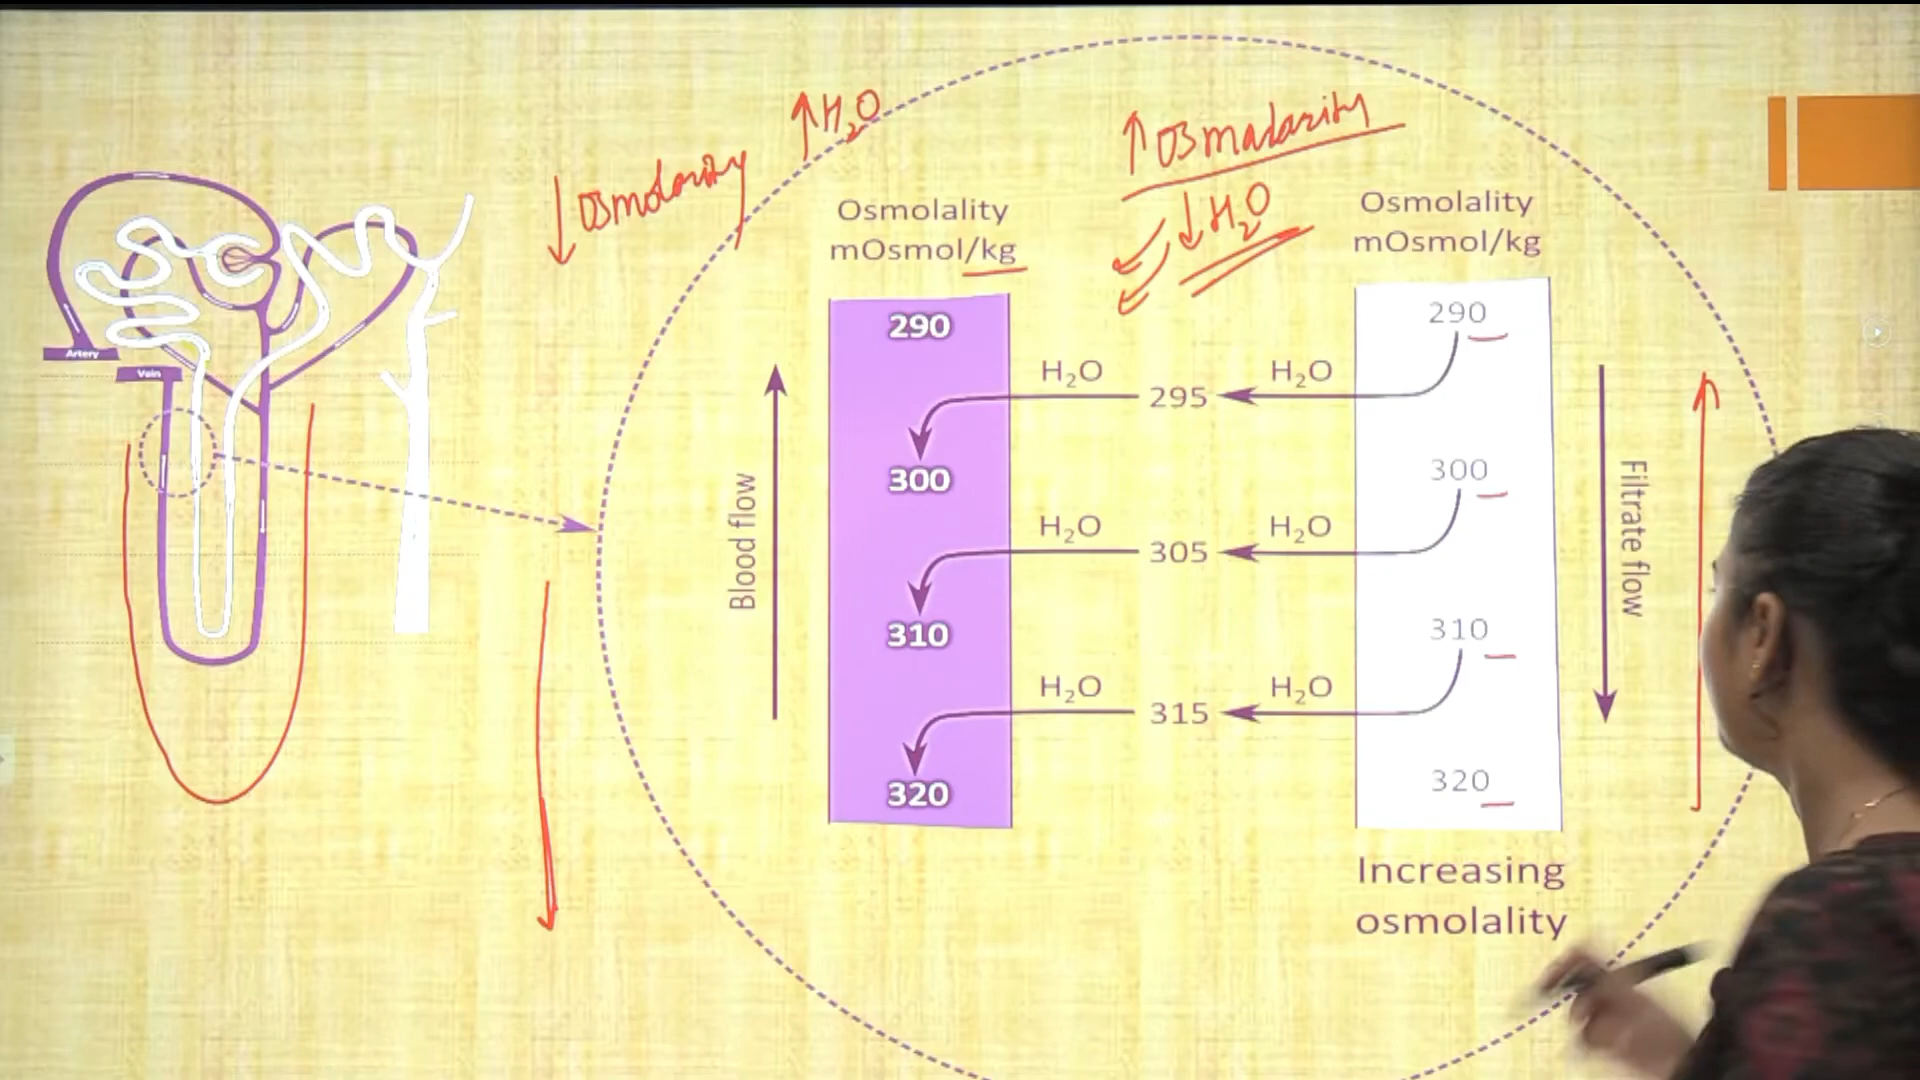 ↑H₂O
↓osmolarity
↑osmalarity
↓H₂O
Osmolality
mOsmol/kg
Osmolality
mOsmol/kg
Artery
Vein
290
290
H₂O
295
H₂O
300
300
H₂O
305
H₂O
310
310
H₂O
315
H₂O
320
320
Blood flow
Filtrate flow
Increasing
osmolality